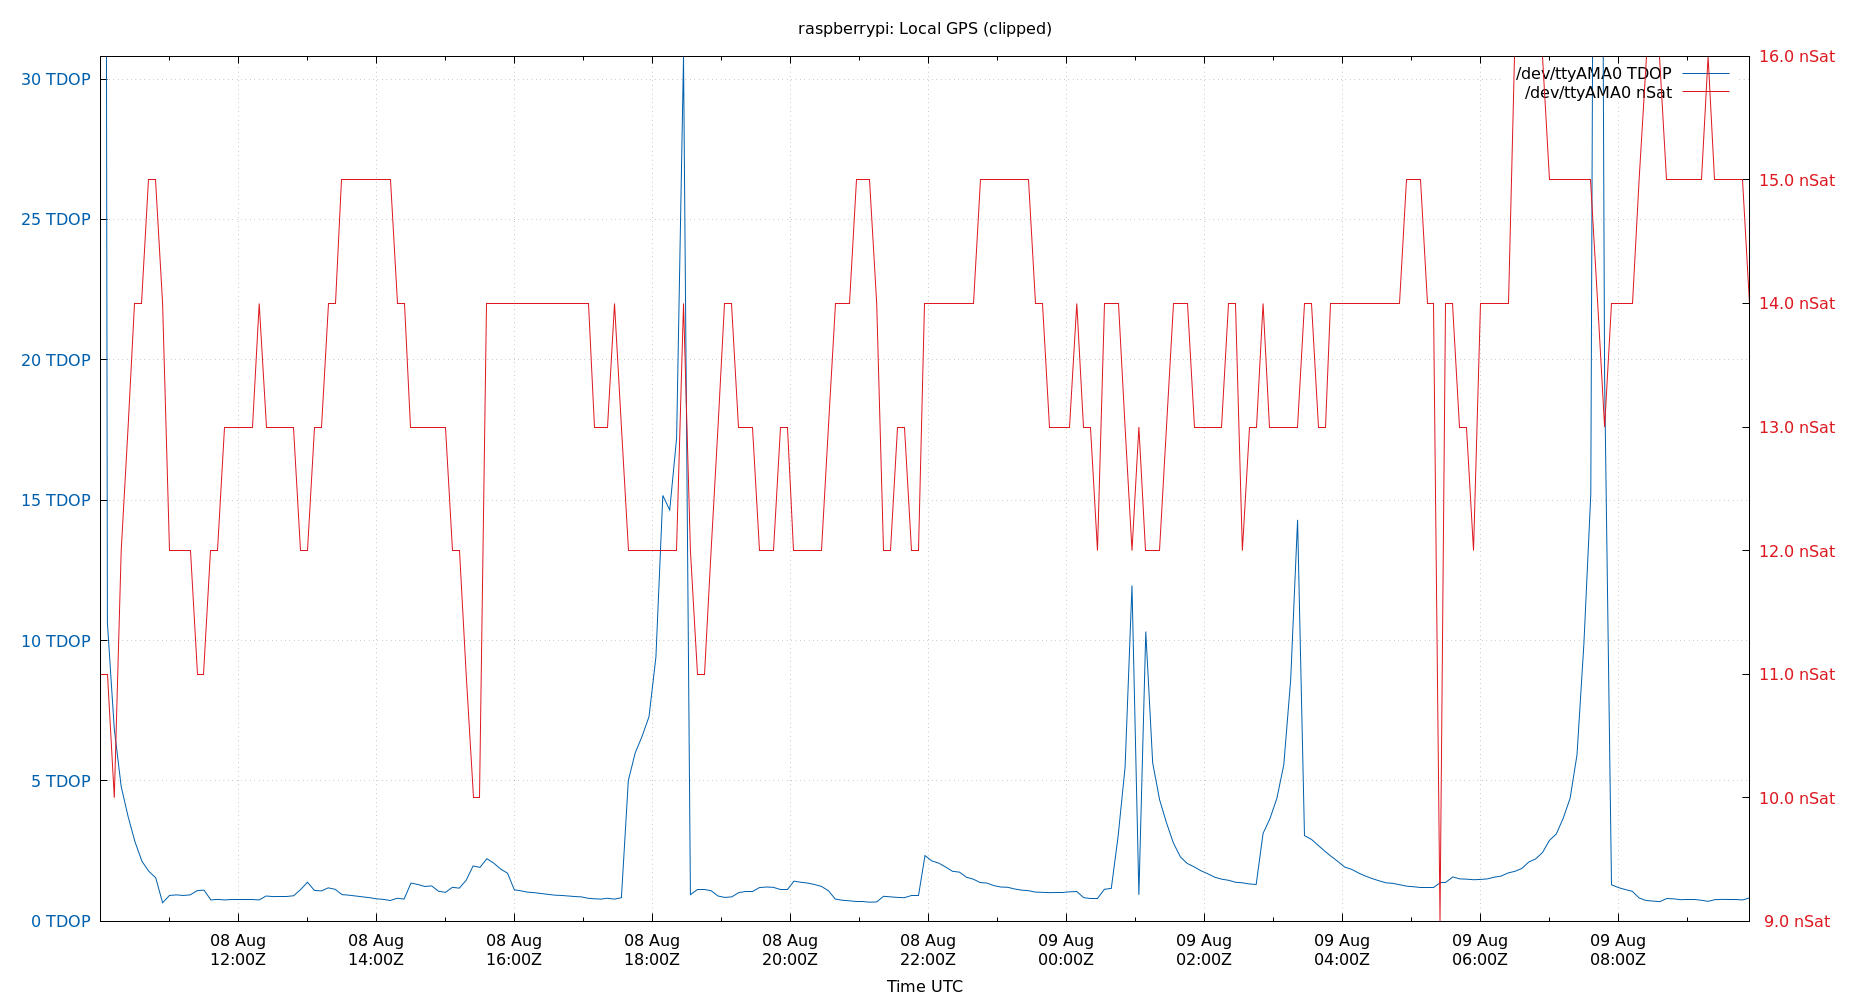 raspberrypi: Local GPS (clipped)
30 TDOP
25 TDOP
20 TDOP
15 TDOP
10 TDOP
5 TDOP
0 TDOP
16.0 nSat
15.0 nSat
14.0 nSat
13.0 nSat
12.0 nSat
11.0 nSat
10.0 nSat
9.0 nSat
/dev/ttyAMA0 TDOP
/dev/ttyAMA0 nSat
08 Aug
12:00Z
08 Aug
14:00Z
08 Aug
16:00Z
08 Aug
18:00Z
08 Aug
20:00Z
08 Aug
22:00Z
09 Aug
00:00Z
09 Aug
02:00Z
09 Aug
04:00Z
09 Aug
06:00Z
09 Aug
08:00Z
Time UTC